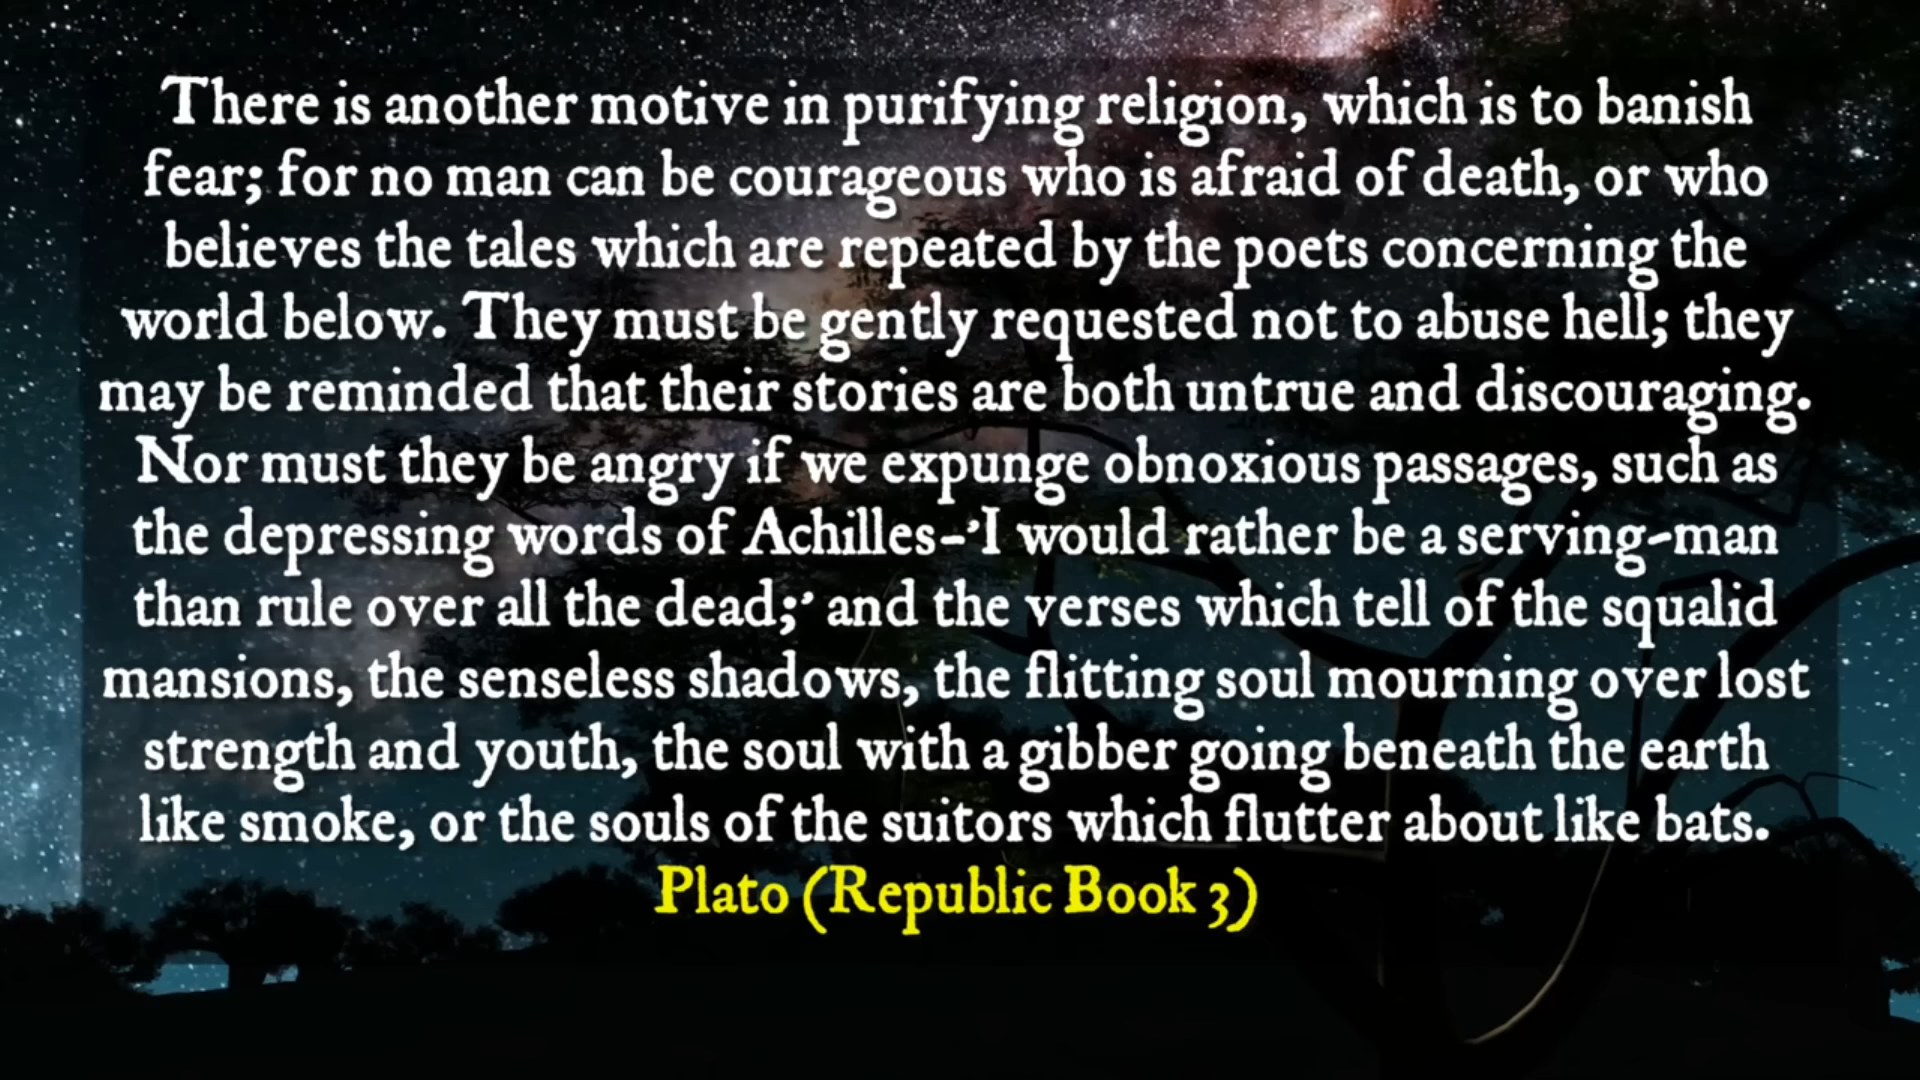 There is another motive in purifying religion, which is to banish
fear; for no man can be courageous who is afraid of death, or who
believes the tales which are repeated by the poets concerning the
world below. They must be gently requested not to abuse hell; they
may be reminded that their stories are both untrue and discouraging.
Nor must they be angry if we expunge obnoxious passages, such as
the depressing words of Achilles-’I would rather be a serving-man
than rule over all the dead;’ and the verses which tell of the squalid
mansions, the senseless shadows, the flitting soul mourning over lost
strength and youth, the soul with a gibber going beneath the earth
like smoke, or the souls of the suitors which flutter about like bats.
Plato (Republic Book 3)